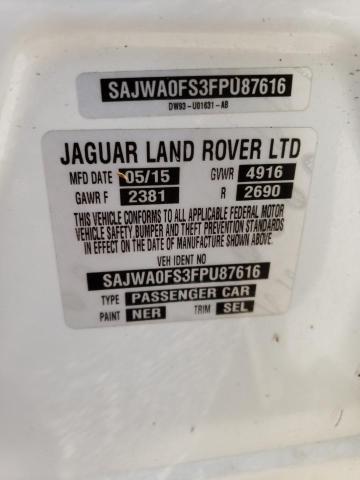 SAJWA0FS3FPU87616
DW93-U01631-AB
JAGUAR LAND ROVER LTD
MFD DATE 05/15 GVWR 4916
GAWR F 2381 R 2690
THIS VEHICLE CONFORMS TO ALL APPLICABLE FEDERAL MOTOR
VEHICLE SAFETY, BUMPER AND THEFT PREVENTION STANDARDS
IN EFFECT ON THE DATE OF MANUFACTURE SHOWN ABOVE.
VEH IDENT NO
SAJWA0FS3FPU87616
TYPE PASSENGER CAR
PAINT NER TRIM SEL